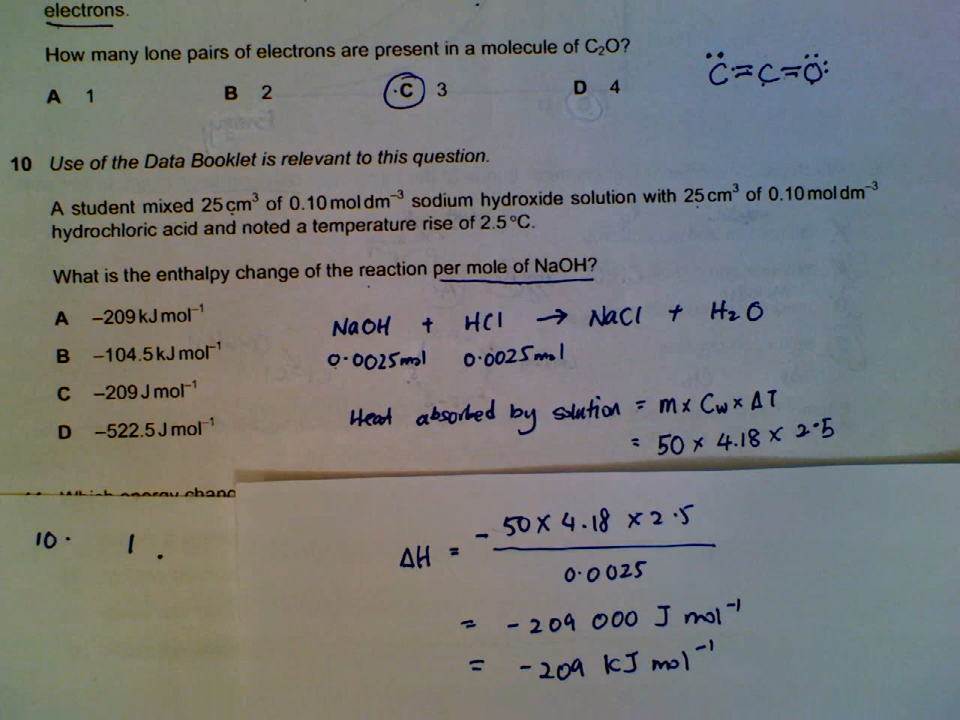 electrons.
How many lone pairs of electrons are present in a molecule of C₂O?
A 1 B 2 C 3 D 4
C=C=O
10 Use of the Data Booklet is relevant to this question.
A student mixed 25 cm³ of 0.10 mol dm⁻³ sodium hydroxide solution with 25 cm³ of 0.10 mol dm⁻³
hydrochloric acid and noted a temperature rise of 2.5 °C.
What is the enthalpy change of the reaction per mole of NaOH?
A –209 kJ mol⁻¹
B –104.5 kJ mol⁻¹
C –209 J mol⁻¹
D –522.5 J mol⁻¹
NaOH + HCl → NaCl + H₂O
0.0025mol 0.0025mol
Heat absorbed by solution = m x Cw x ΔT
= 50 x 4.18 x 2.5
10. 1.
ΔH = - 50 x 4.18 x 2.5
0.0025
= - 209 000 J mol⁻¹
= - 209 kJ mol⁻¹